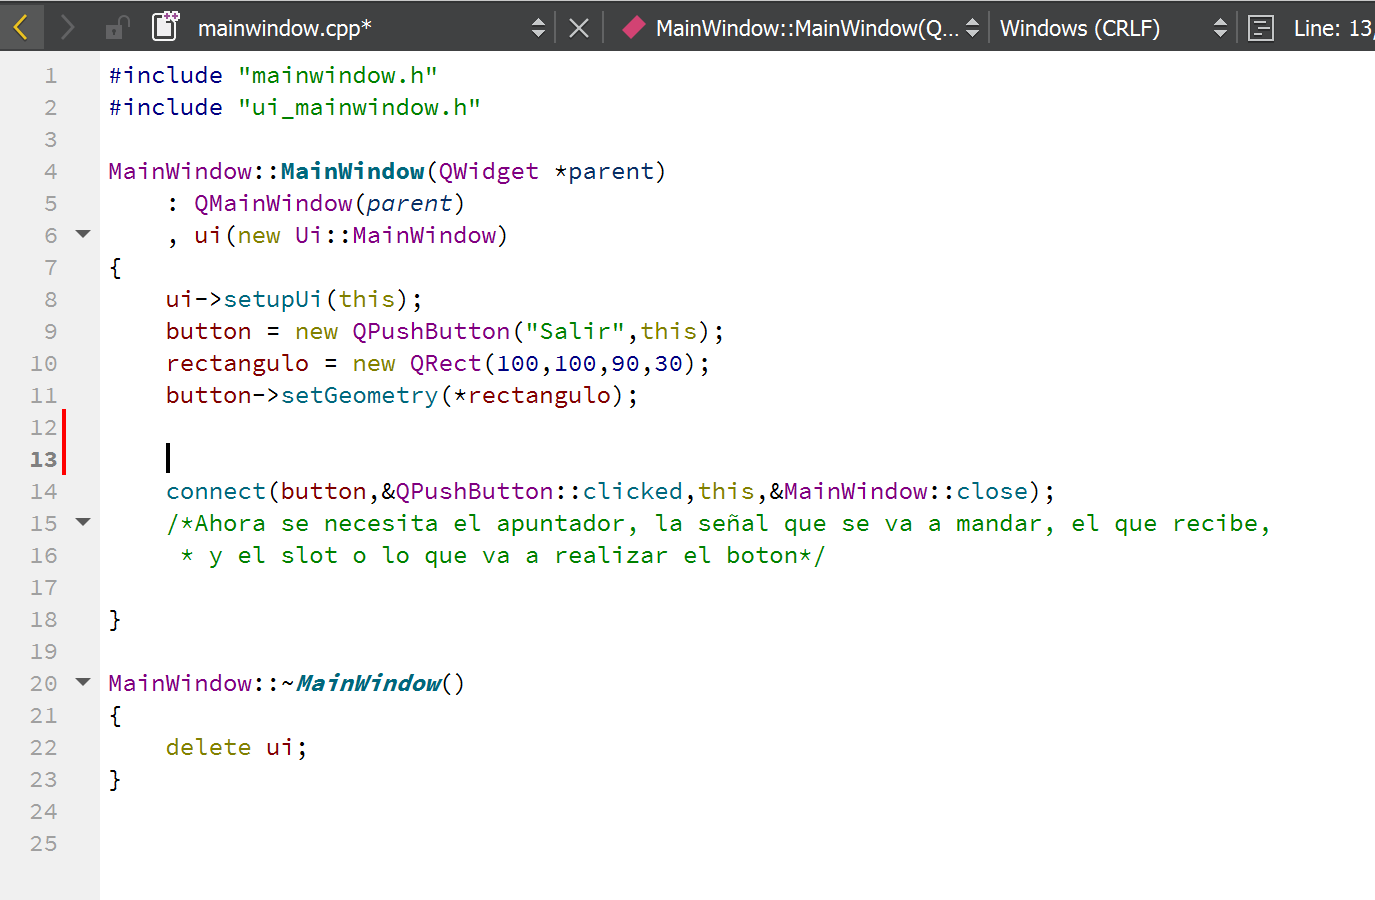 mainwindow.cpp* MainWindow::MainWindow(Q... Windows (CRLF) Line: 13,
1 #include "mainwindow.h"
2 #include "ui_mainwindow.h"
3
4 MainWindow::MainWindow(QWidget *parent)
5     : QMainWindow(parent)
6     , ui(new Ui::MainWindow)
7 {
8     ui->setupUi(this);
9     button = new QPushButton("Salir",this);
10     rectangulo = new QRect(100,100,90,30);
11     button->setGeometry(*rectangulo);
12
13
14     connect(button,&QPushButton::clicked,this,&MainWindow::close);
15     /*Ahora se necesita el apuntador, la señal que se va a mandar, el que recibe,
16      * y el slot o lo que va a realizar el boton*/
17
18 }
19
20 MainWindow::~MainWindow()
21 {
22     delete ui;
23 }
24
25